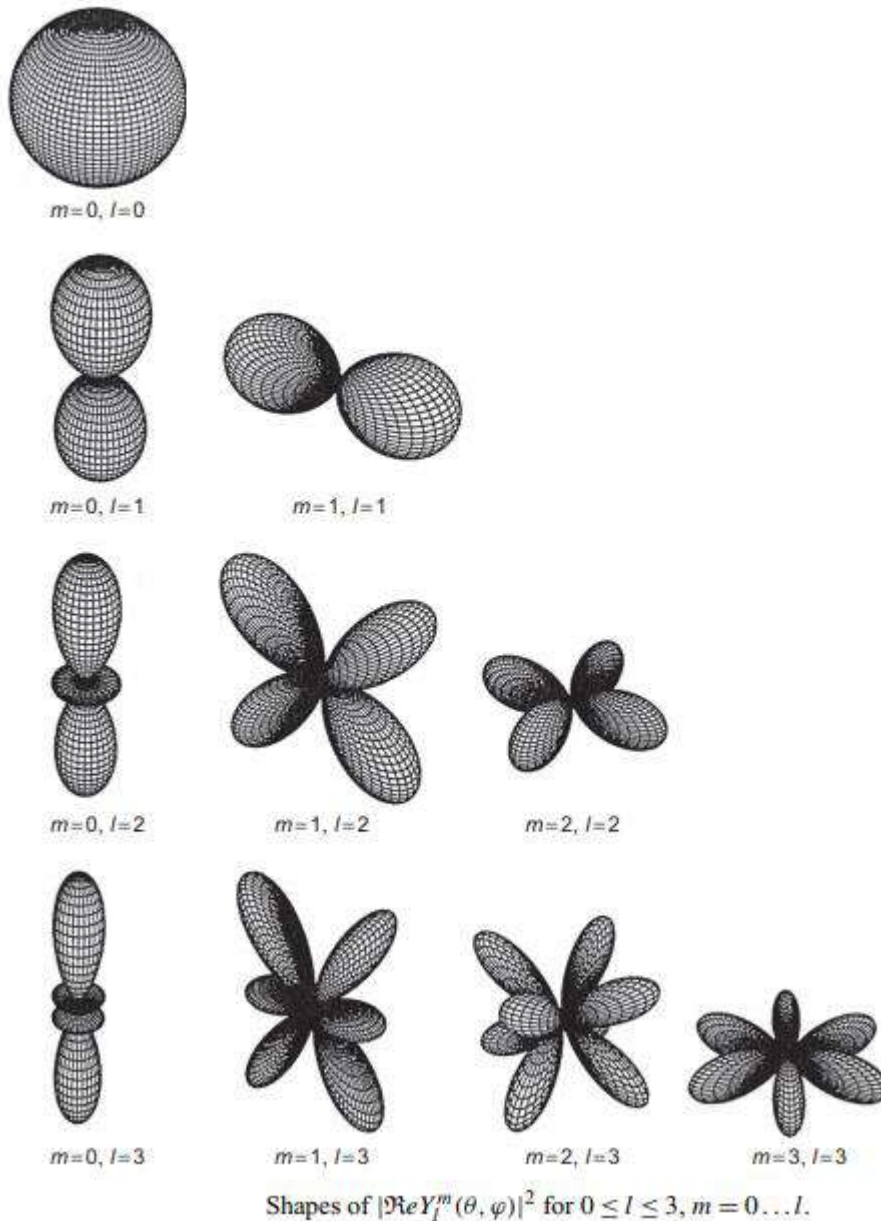 m=0, l=0
m=0, l=1 m=1, l=1
m=0, l=2 m=1, l=2 m=2, l=2
m=0, l=3 m=1, l=3 m=2, l=3 m=3, l=3
Shapes of |ℜeYₗᵐ(θ, φ)|² for 0 ≤ l ≤ 3, m = 0…l.